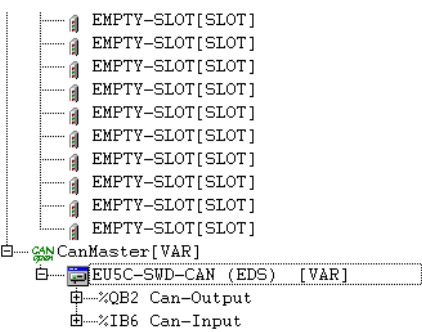 EMPTY-SLOT[SLOT]
EMPTY-SLOT[SLOT]
EMPTY-SLOT[SLOT]
EMPTY-SLOT[SLOT]
EMPTY-SLOT[SLOT]
EMPTY-SLOT[SLOT]
EMPTY-SLOT[SLOT]
EMPTY-SLOT[SLOT]
EMPTY-SLOT[SLOT]
EMPTY-SLOT[SLOT]
CAN open CanMaster[VAR]
EU5C-SWD-CAN (EDS) [VAR]
%QB2 Can-Output
%IB6 Can-Input